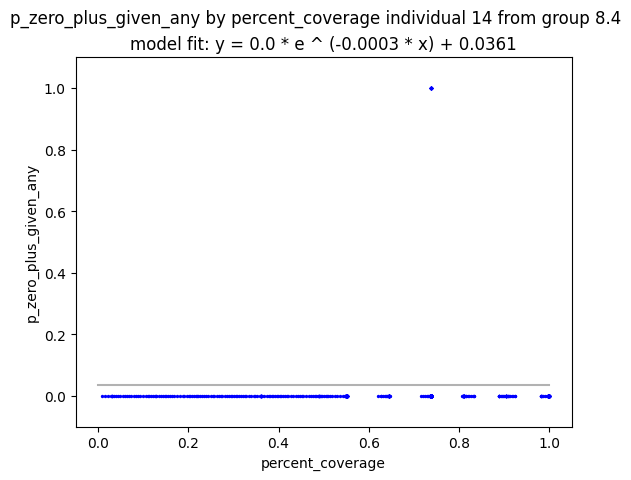 p_zero_plus_given_any by percent_coverage individual 14 from group 8.4
model fit: y = 0.0 * e ^ (-0.0003 * x) + 0.0361
1.0
0.8
0.6
0.4
0.2
0.0
p_zero_plus_given_any
0.0 0.2 0.4 0.6 0.8 1.0
percent_coverage